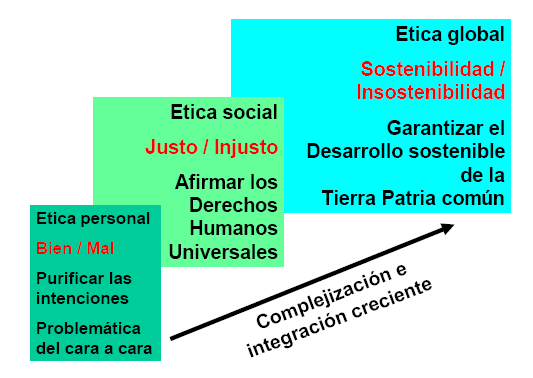 Etica global
Sostenibilidad /
Insostenibilidad
Garantizar el
Desarrollo sostenible
de la
Tierra Patria común
Etica social
Justo / Injusto
Afirmar los
Derechos
Humanos
Universales
Etica personal
Bien / Mal
Purificar las
intenciones
Problemática
del cara a cara
Complejización e
integración creciente